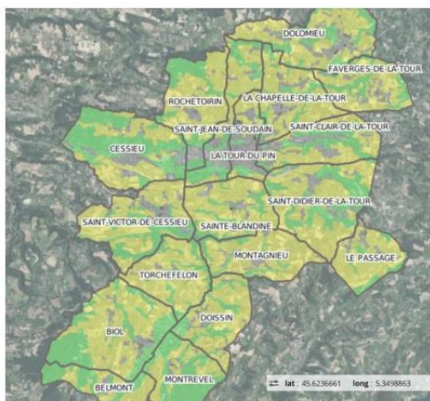 DOLOMIEU
FAVERGES-DE-LA-TOUR
ROCHETOIRIN
LA CHAPELLE-DE-LA-TOUR
SAINT-JEAN-DE-SOUDAIN
SAINT-CLAIR-DE-LA-TOUR
CESSIEU
LA TOUR-DU-PIN
SAINT-DIDIER-DE-LA-TOUR
SAINT-VICTOR-DE-CESSIEU
SAINTE-BLANDINE
MONTAGNIEU
LE PASSAGE
TORCHEFELON
DOISSIN
BIOL
MONTREVEL
BELMONT
lat : 45.6236661 long : 5.3498863